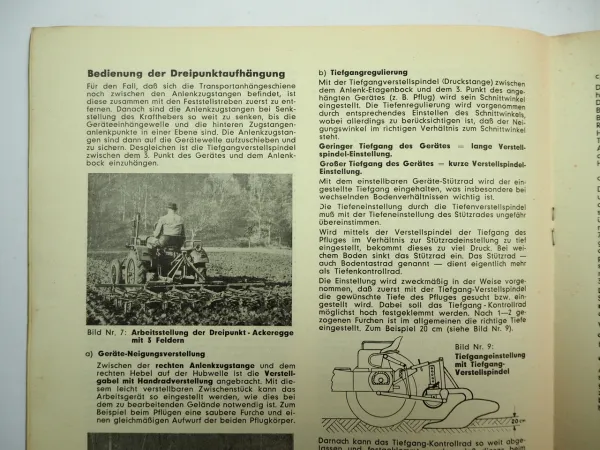 Bedienung der Dreipunktaufhängung
Für den Fall, daß sich die Transportanhängeschiene
noch zwischen den Anlenkzugstangen befindet, ist
diese zusammen mit den Feststellstreben zuerst zu ent-
fernen. Danach sind die Anlenkzugstangen bei Senk-
stellung des Krafthebers so weit zu senken, bis die
Geräteeinhängewelle und die hinteren Zugstangen-
anlenkpunkte in einer Ebene sind. Die Anlenkzugstan-
gen sind dann auf die Gerätewelle aufzuschieben und
zu sichern. Desgleichen ist die Tiefgangverstellspindel
zwischen dem 3. Punkt des Gerätes und dem Anlenk-
bock einzuhängen.
Bild Nr. 7: Arbeitsstellung der Dreipunkt-Ackeregge
mit 3 Feldern
a) Geräte-Neigungsverstellung
Zwischen der rechten Anlenkzugstange und dem
rechten Hebel auf der Hubwelle ist die Verstell-
gabel mit Handradverstellung angebracht. Mit die-
sem leicht verstellbaren Zwischenstück kann das
Arbeitsgerät so eingestellt werden, wie dies bei
dem zu bearbeitenden Gelände notwendig ist. Zum
Beispiel beim Pflügen eine saubere Furche und ei-
nen gleichmäßigen Aufwurf der beiden Pflugkörper.
b) Tiefgangregulierung
Mit der Tiefgangverstellspindel (Druckstange) zwischen
dem Anlenk-Etagenbock und dem 3. Punkt des ange-
hängten Gerätes (z. B. Pflug) wird sein Schnittwinkel
eingestellt. Die Tiefenregulierung wird vorgenommen
durch entsprechendes Einstellen des Schnittwinkels,
wobei allerdings zu berücksichtigen ist, daß der Nei-
gungswinkel im richtigen Verhältnis zum Schnittwinkel
steht.
Geringer Tiefgang des Gerätes = lange Verstell-
spindel-Einstellung.
Großer Tiefgang des Gerätes — kurze Verstellspindel-
Einstellung.
Mit dem einstellbaren Geräte-Stützrad wird der ein-
gestellte Tiefgang eingehalten, was insbesondere bei
wechselnden Bodenverhältnissen wichtig ist.
Die Tiefeneinstellung durch die Tiefenverstellspindel
muß mit der Tiefeneinstellung des Stützrades ungefähr
übereinstimmen.
Wird mittels der Verstellspindel der Tiefgang des
Pfluges im Verhältnis zur Stützradeinstellung zu tief
eingestellt, bekommt dieses zu viel Druck. Bei wei-
chem Boden sinkt das Stützrad ein. Das Stützrad —
auch Bodentastrad genannt — dient eigentlich mehr
als Tiefenkontrollrad.
Die Einstellung wird zweckmäßig in der Weise vorge-
nommen, daß zuerst mit der Tiefgang-Verstellspindel
die gewünschte Tiefe des Pfluges gesucht bzw. ein-
gestellt wird. Dabei soll das Tiefgang-Kontrollrad
möglichst hoch festgeklemmt werden. Nach 1—2 ge-
zogenen Furchen ist im allgemeinen die richtige Tiefe
eingestellt. Zum Beispiel 20 cm (siehe Bild Nr. 9).
Bild Nr. 9:
Tiefgangeinstellung
mit Tiefgang-
Verstellspindel
20 cm
Darnach kann das Tiefgang-Kontrollrad so weit abge-